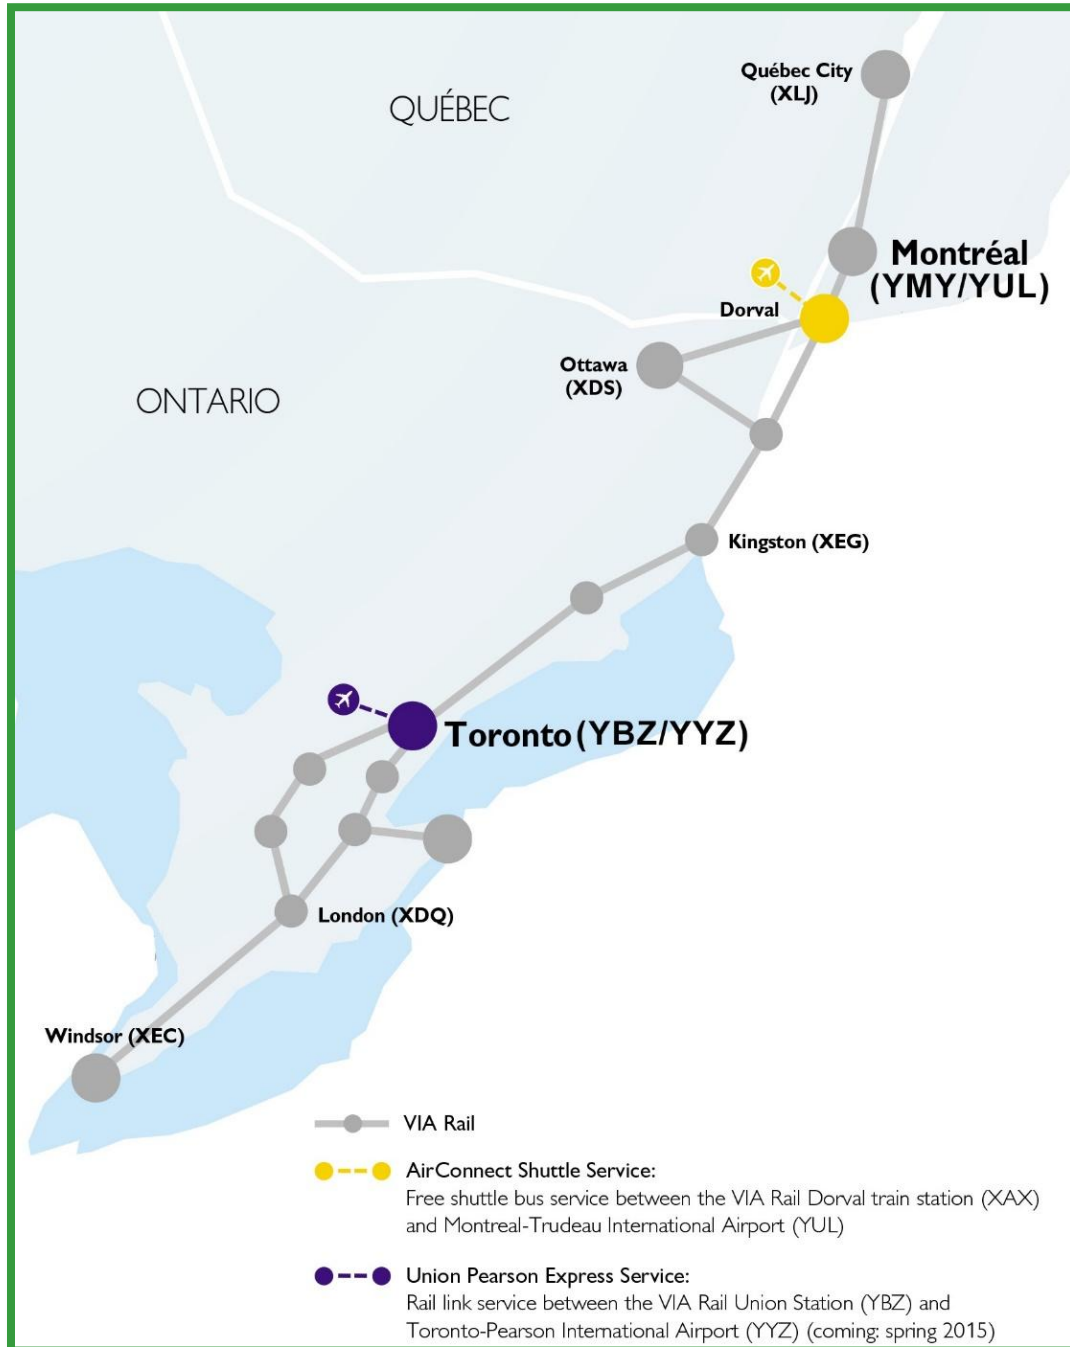 Québec City
(XLJ)
QUÉBEC
Montréal
(YMY/YUL)
Dorval
Ottawa
(XDS)
ONTARIO
Kingston (XEG)
Toronto (YBZ/YYZ)
London (XDQ)
Windsor (XEC)
VIA Rail
AirConnect Shuttle Service:
Free shuttle bus service between the VIA Rail Dorval train station (XAX)
and Montreal-Trudeau International Airport (YUL)
Union Pearson Express Service:
Rail link service between the VIA Rail Union Station (YBZ) and
Toronto-Pearson International Airport (YYZ) (coming: spring 2015)